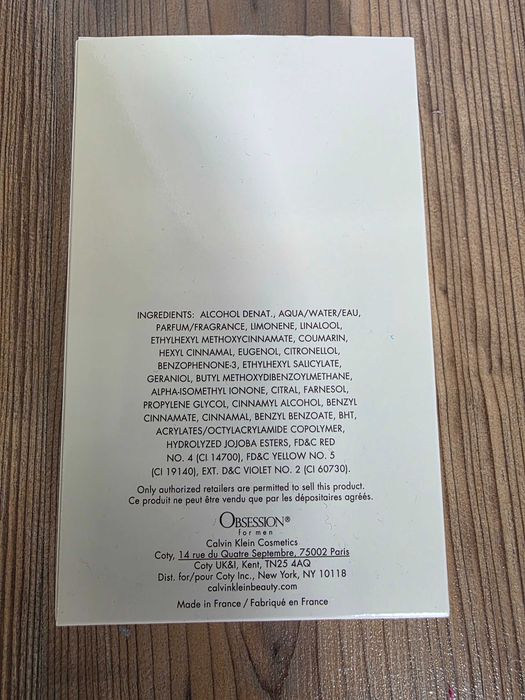 INGREDIENTS: ALCOHOL DENAT., AQUA/WATER/EAU,
PARFUM/FRAGRANCE, LIMONENE, LINALOOL,
ETHYLHEXYL METHOXYCINNAMATE, COUMARIN,
HEXYL CINNAMAL, EUGENOL, CITRONELLOL,
BENZOPHENONE-3, ETHYLHEXYL SALICYLATE,
GERANIOL, BUTYL METHOXYDIBENZOYLMETHANE,
ALPHA-ISOMETHYL IONONE, CITRAL, FARNESOL,
PROPYLENE GLYCOL, CINNAMYL ALCOHOL, BENZYL
CINNAMATE, CINNAMAL, BENZYL BENZOATE, BHT,
ACRYLATES/OCTYLACRYLAMIDE COPOLYMER,
HYDROLYZED JOJOBA ESTERS, FD&C RED
NO. 4 (CI 14700), FD&C YELLOW NO. 5
(CI 19140), EXT. D&C VIOLET NO. 2 (CI 60730).
Only authorized retailers are permitted to sell this product.
Ce produit ne peut être vendu que par les dépositaires agréés.
OBSESSION®
for men
Calvin Klein Cosmetics
Coty, 14 rue du Quatre Septembre, 75002 Paris
Coty UK&I, Kent, TN25 4AQ
Dist. for/pour Coty Inc., New York, NY 10118
calvinkleinbeauty.com
Made in France / Fabriqué en France